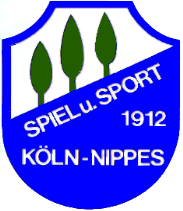 SPIEL u. SPORT
1912
KÖLN-NIPPES